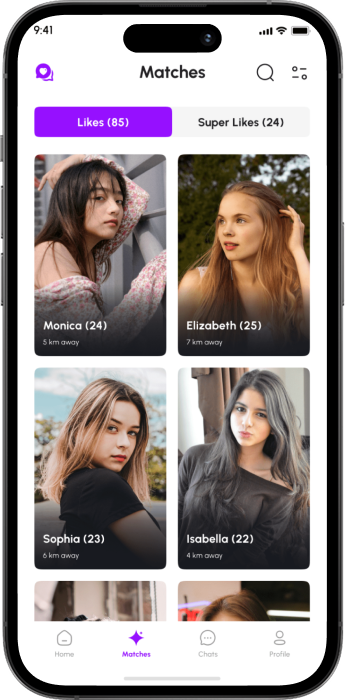 9:41
Matches
Likes (85)
Super Likes (24)
Monica (24)
5 km away
Elizabeth (25)
7 km away
Sophia (23)
6 km away
Isabella (22)
4 km away
Home
Matches
Chats
Profile